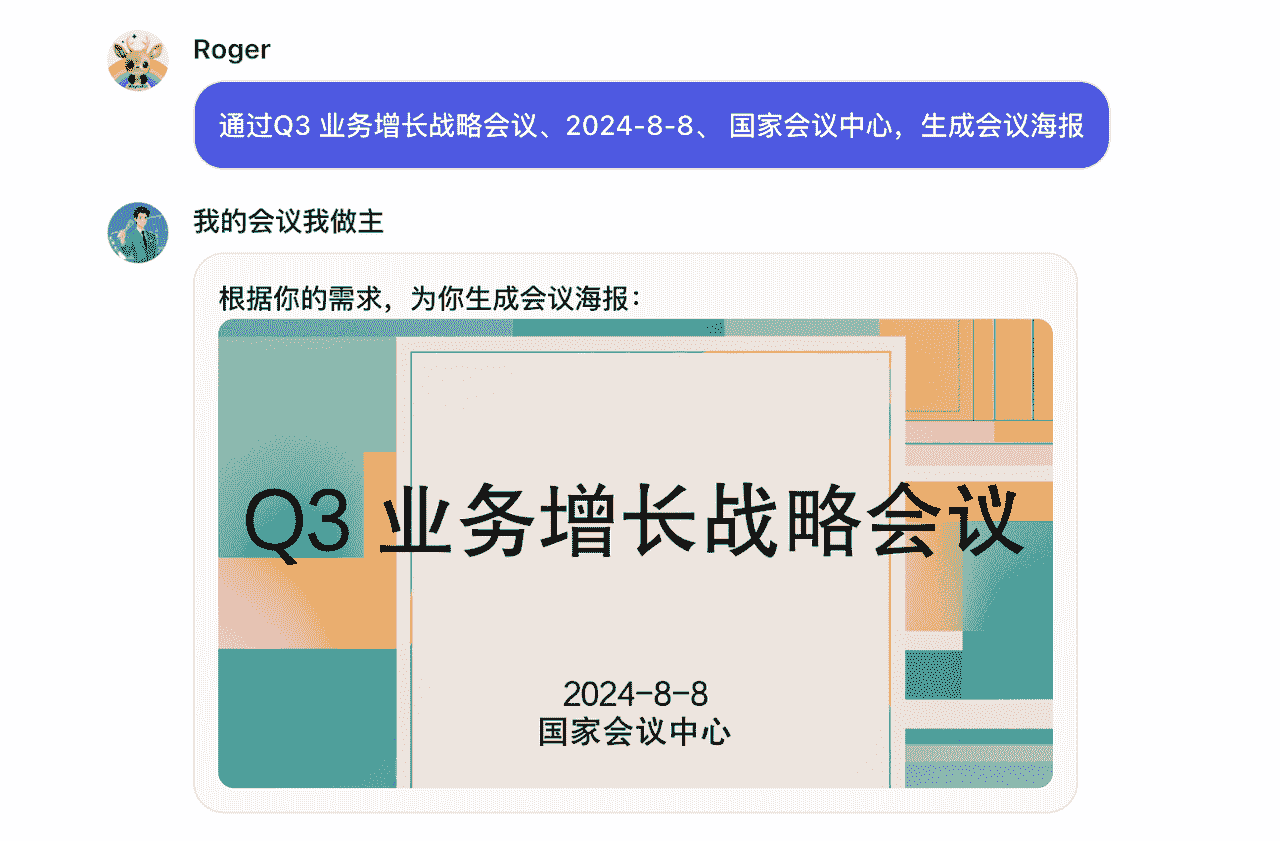 Roger
通过Q3 业务增长战略会议、2024-8-8、 国家会议中心，生成会议海报
我的会议我做主
根据你的需求，为你生成会议海报：
Q3 业务增长战略会议
2024-8-8
国家会议中心